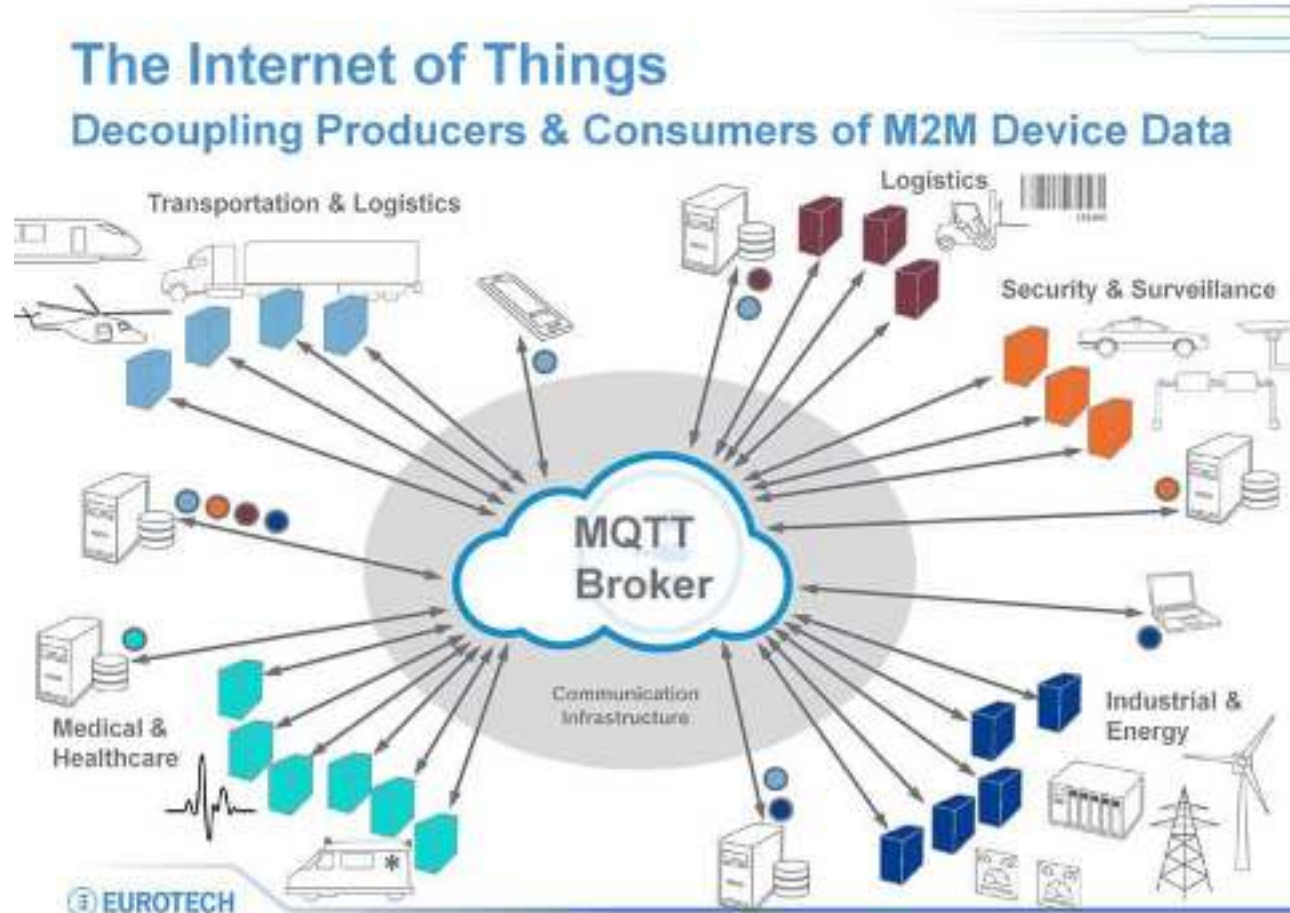 The Internet of Things
Decoupling Producers & Consumers of M2M Device Data
Transportation & Logistics
Logistics
Security & Surveillance
MQTT
Broker
Communication
Infrastructure
Medical &
Healthcare
Industrial &
Energy
EUROTECH